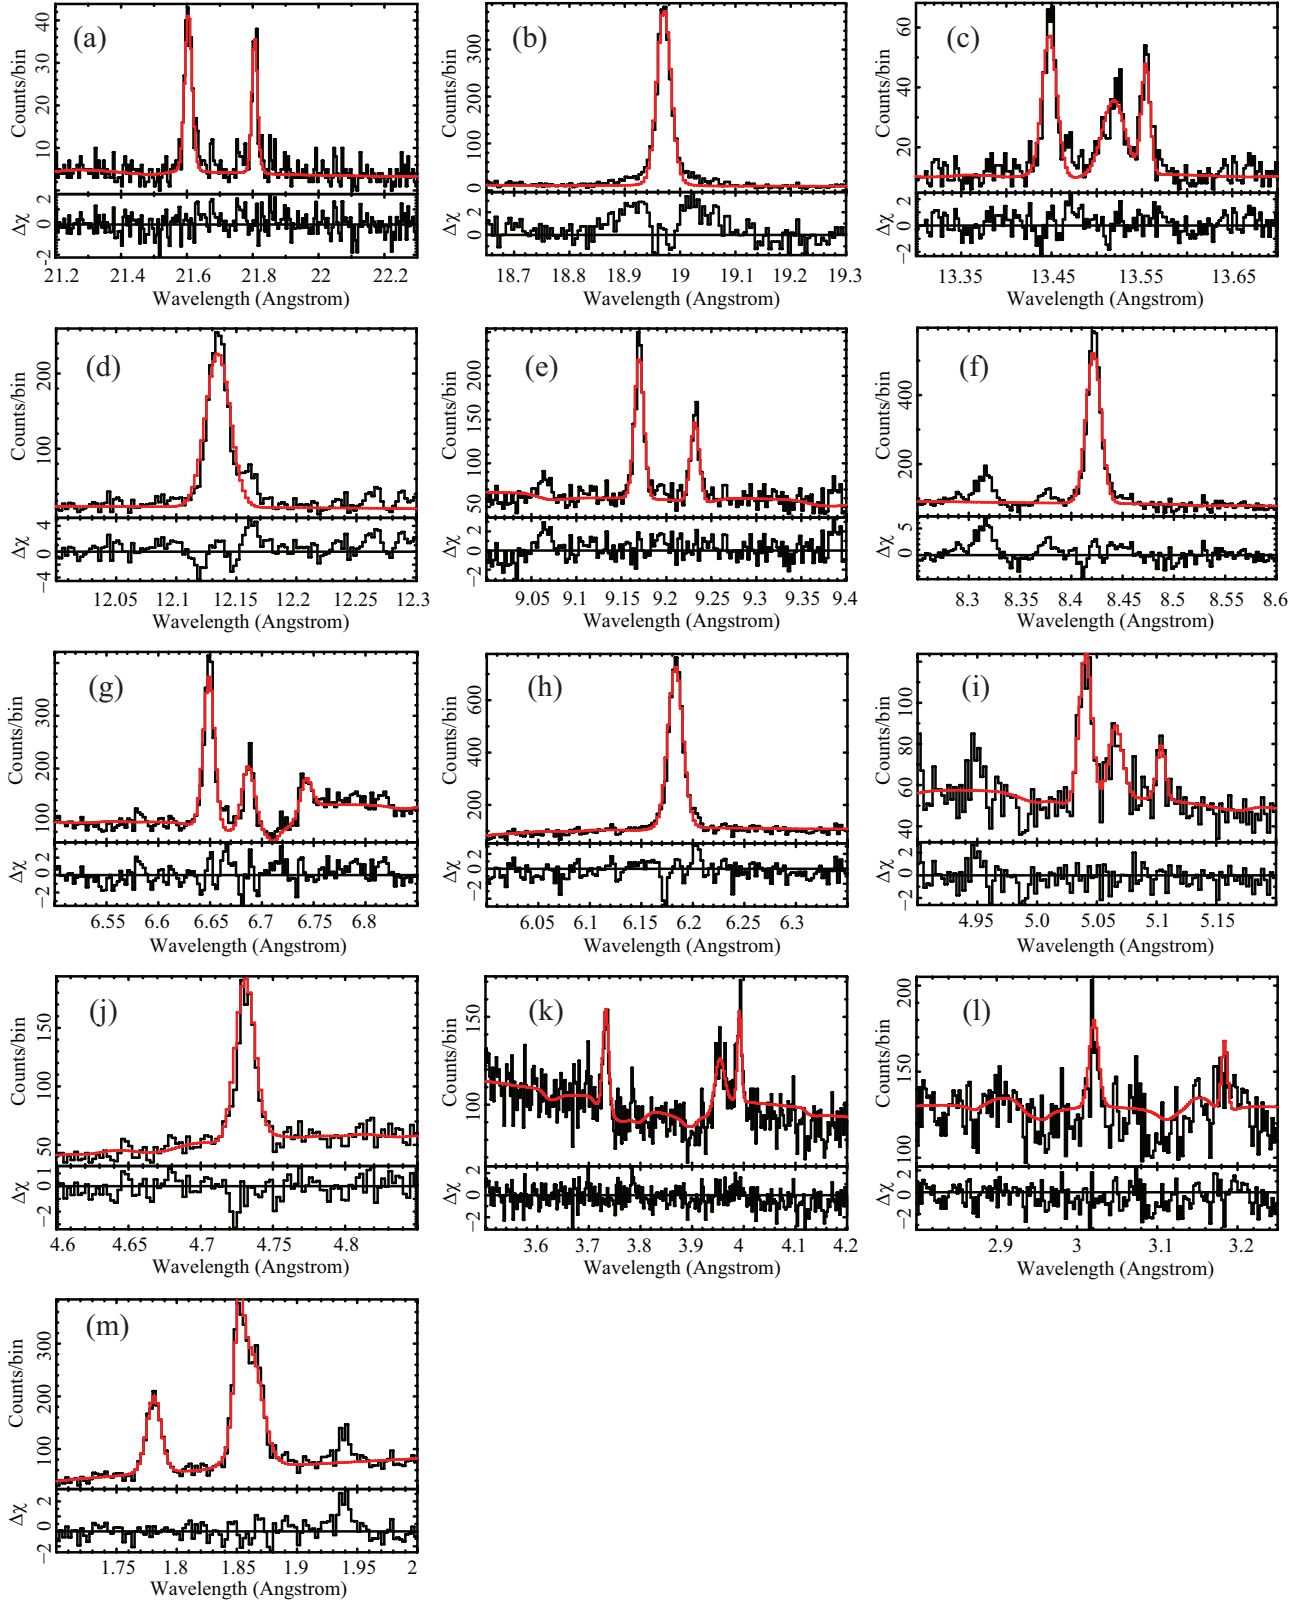 (a) (b) (c)
Counts/bin Counts/bin Counts/bin
40 30 20 10
300 200 100 0
60 40 20
Δχ Δχ Δχ
2 0 −2
2 0
2 0 −2
21.2 21.4 21.6 21.8 22 22.2
18.7 18.8 18.9 19 19.1 19.2 19.3
13.35 13.45 13.55 13.65
Wavelength (Angstrom) Wavelength (Angstrom) Wavelength (Angstrom)
(d) (e) (f)
Counts/bin Counts/bin Counts/bin
200 100
200 150 100 50
400 200
Δχ Δχ Δχ
4 0 −4
2 0 −2
5 0
12.05 12.1 12.15 12.2 12.25 12.3
9.05 9.1 9.15 9.2 9.25 9.3 9.35 9.4
8.3 8.35 8.4 8.45 8.5 8.55 8.6
Wavelength (Angstrom) Wavelength (Angstrom) Wavelength (Angstrom)
(g) (h) (i)
Counts/bin Counts/bin Counts/bin
300 200 100
600 400 200
100 80 60 40
Δχ Δχ Δχ
2 0 −2
2 0 −2
2 0 −2
6.55 6.6 6.65 6.7 6.75 6.8
6.05 6.1 6.15 6.2 6.25 6.3
4.95 5.0 5.05 5.1 5.15
Wavelength (Angstrom) Wavelength (Angstrom) Wavelength (Angstrom)
(j) (k) (l)
Counts/bin Counts/bin Counts/bin
150 100 50
150 100
200 150 100
Δχ Δχ Δχ
1 0 −2
2 0 −2
2 0 −2
4.6 4.65 4.7 4.75 4.8
3.6 3.7 3.8 3.9 4 4.1 4.2
2.9 3 3.1 3.2
Wavelength (Angstrom) Wavelength (Angstrom) Wavelength (Angstrom)
(m)
Counts/bin
300 200 100
Δχ
2 0 −2
1.75 1.8 1.85 1.9 1.95 2
Wavelength (Angstrom)